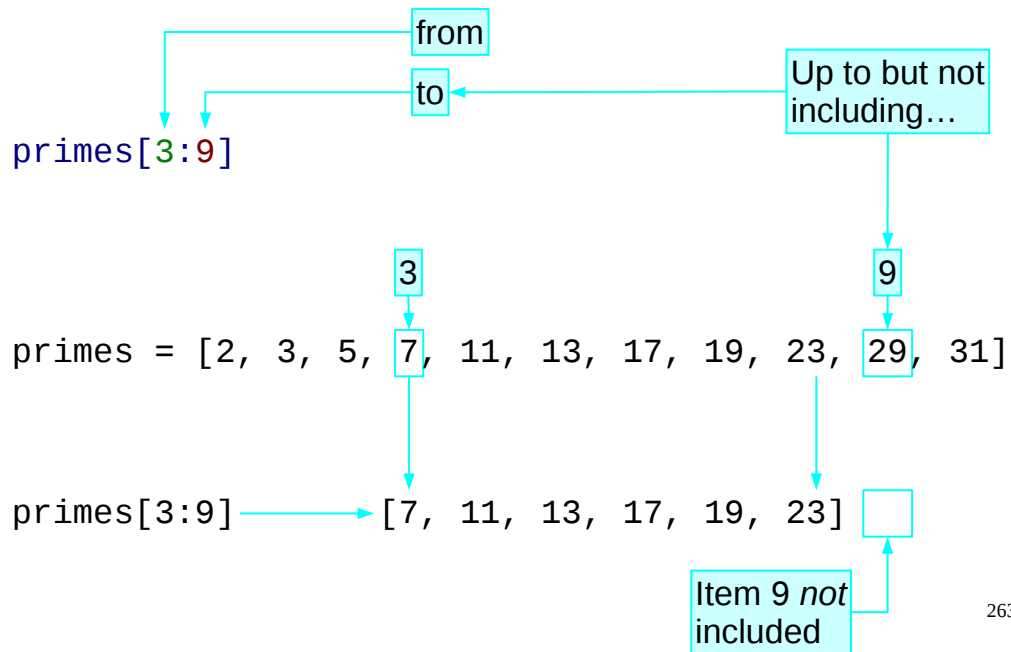 from
to
Up to but not
including…
primes[3:9]
3
9
primes = [2, 3, 5, 7, 11, 13, 17, 19, 23, 29, 31]
primes[3:9]
[7, 11, 13, 17, 19, 23]
Item 9 not
included
263